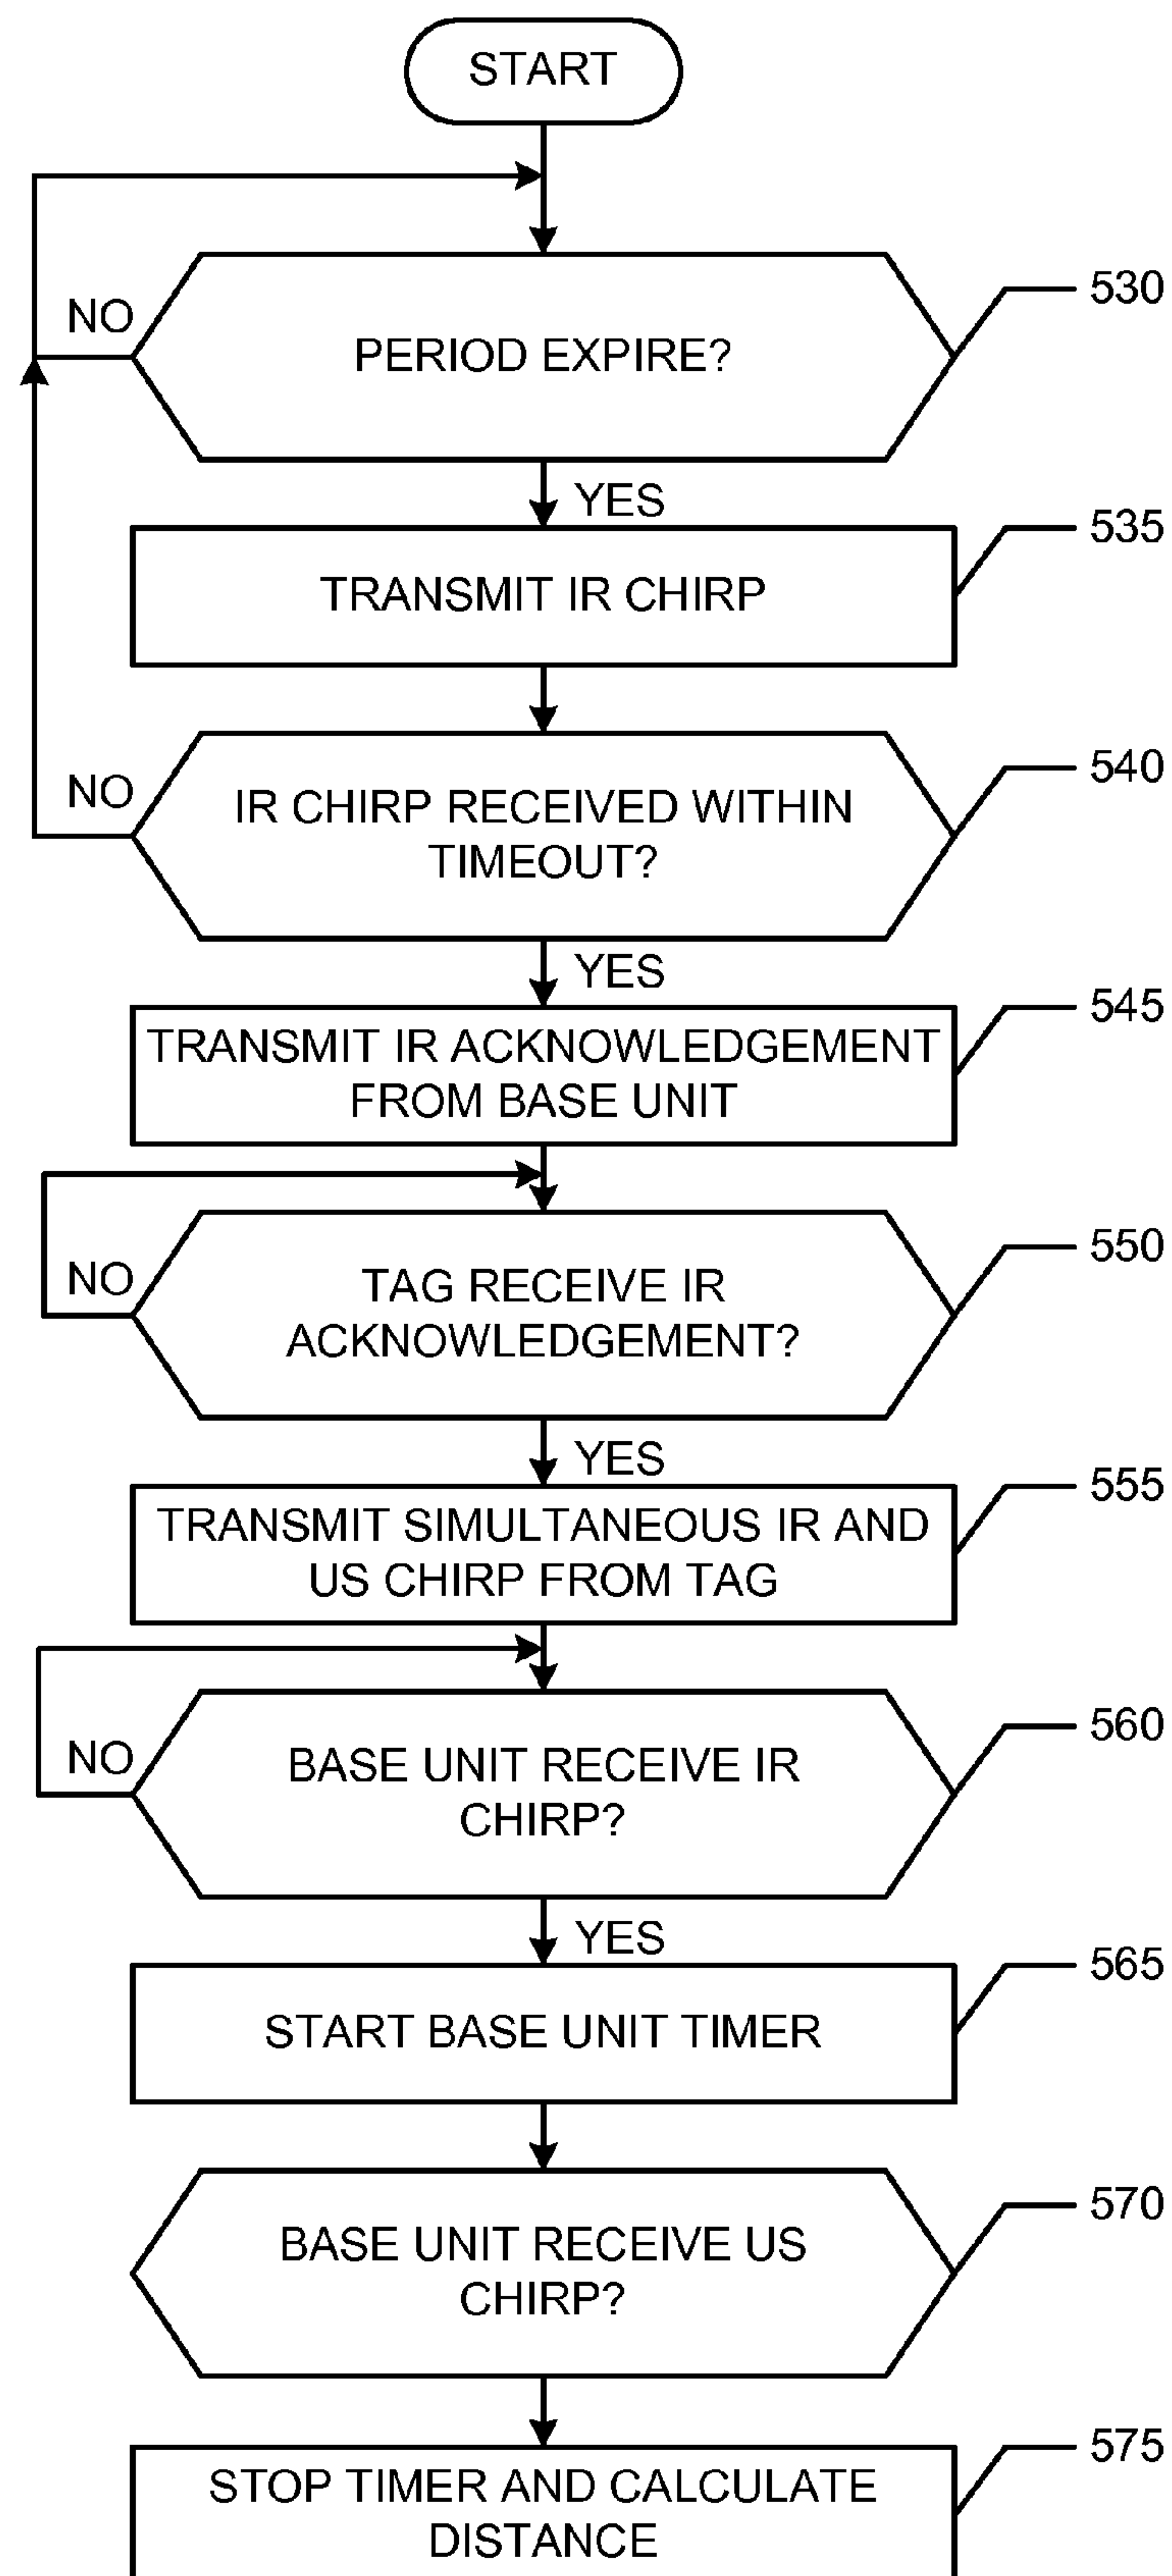 START
NO
530
PERIOD EXPIRE?
YES
535
TRANSMIT IR CHIRP
540
NO
IR CHIRP RECEIVED WITHIN
TIMEOUT?
YES
545
TRANSMIT IR ACKNOWLEDGEMENT
FROM BASE UNIT
550
NO
TAG RECEIVE IR
ACKNOWLEDGEMENT?
YES
555
TRANSMIT SIMULTANEOUS IR AND
US CHIRP FROM TAG
560
NO
BASE UNIT RECEIVE IR
CHIRP?
YES
565
START BASE UNIT TIMER
570
BASE UNIT RECEIVE US
CHIRP?
575
STOP TIMER AND CALCULATE
DISTANCE